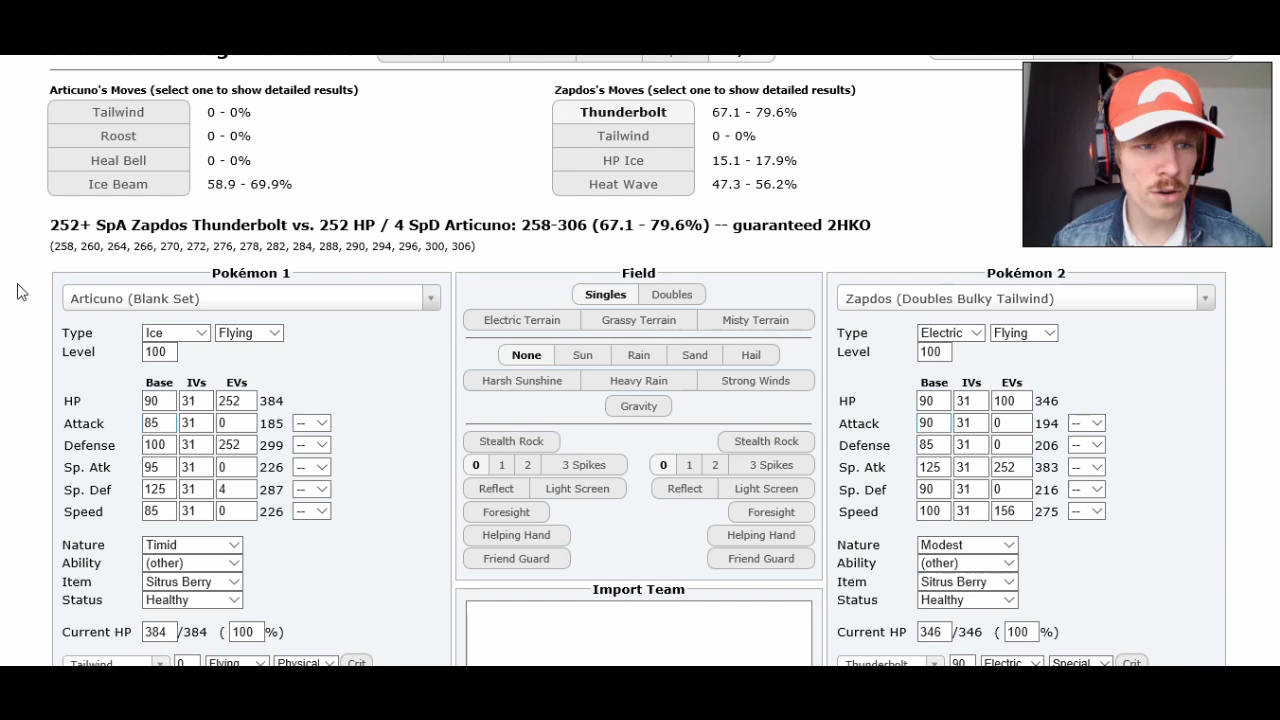 Articuno's Moves (select one to show detailed results)
Tailwind 0 - 0%
Roost 0 - 0%
Heal Bell 0 - 0%
Ice Beam 58.9 - 69.9%
Zapdos's Moves (select one to show detailed results)
Thunderbolt 67.1 - 79.6%
Tailwind 0 - 0%
HP Ice 15.1 - 17.9%
Heat Wave 47.3 - 56.2%
252+ SpA Zapdos Thunderbolt vs. 252 HP / 4 SpD Articuno: 258-306 (67.1 - 79.6%) -- guaranteed 2HKO
(258, 260, 264, 266, 270, 272, 276, 278, 282, 284, 288, 290, 294, 296, 300, 306)
Pokémon 1
Articuno (Blank Set)
Type Ice Flying
Level 100
Base IVs EVs
HP 90 31 252 384
Attack 85 31 0 185 --
Defense 100 31 252 299 --
Sp. Atk 95 31 0 226 --
Sp. Def 125 31 4 287 --
Speed 85 31 0 226 --
Nature Timid
Ability (other)
Item Sitrus Berry
Status Healthy
Current HP 384 /384 ( 100 %)
Tailwind 0 Flying Physical Crit
Field
Singles Doubles
Electric Terrain Grassy Terrain Misty Terrain
None Sun Rain Sand Hail
Harsh Sunshine Heavy Rain Strong Winds
Gravity
Stealth Rock Stealth Rock
0 1 2 3 Spikes 0 1 2 3 Spikes
Reflect Light Screen Reflect Light Screen
Foresight Foresight
Helping Hand Helping Hand
Friend Guard Friend Guard
Import Team
Pokémon 2
Zapdos (Doubles Bulky Tailwind)
Type Electric Flying
Level 100
Base IVs EVs
HP 90 31 100 346
Attack 90 31 0 194 --
Defense 85 31 0 206 --
Sp. Atk 125 31 252 383 --
Sp. Def 90 31 0 216 --
Speed 100 31 156 275 --
Nature Modest
Ability (other)
Item Sitrus Berry
Status Healthy
Current HP 346 /346 ( 100 %)
Thunderbolt 90 Electric Special Crit